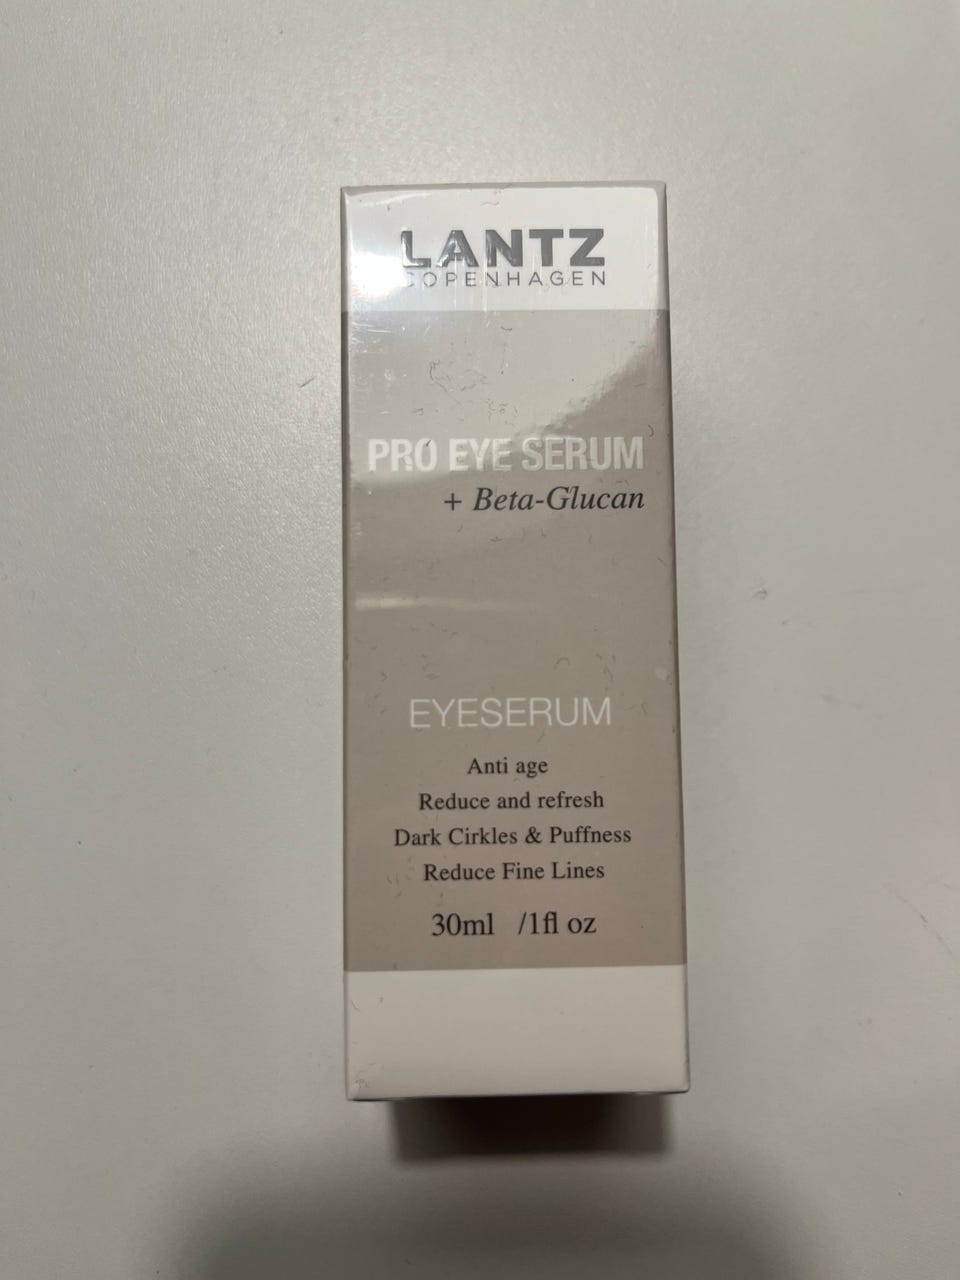 LANTZ
COPENHAGEN
PRO EYE SERUM
+ Beta-Glucan
EYESERUM
Anti age
Reduce and refresh
Dark Cirkles & Puffness
Reduce Fine Lines
30ml /1fl oz